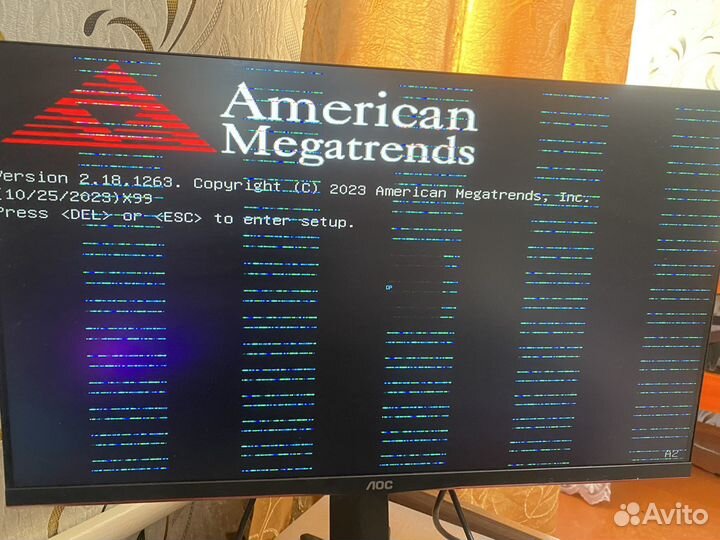 American
Megatrends
Version 2.18.1263. Copyright (C) 2023 American Megatrends, Inc.
(10/25/2023)X99
Press <DEL> or <ESC> to enter setup.
DP
A2
AOC
Avito